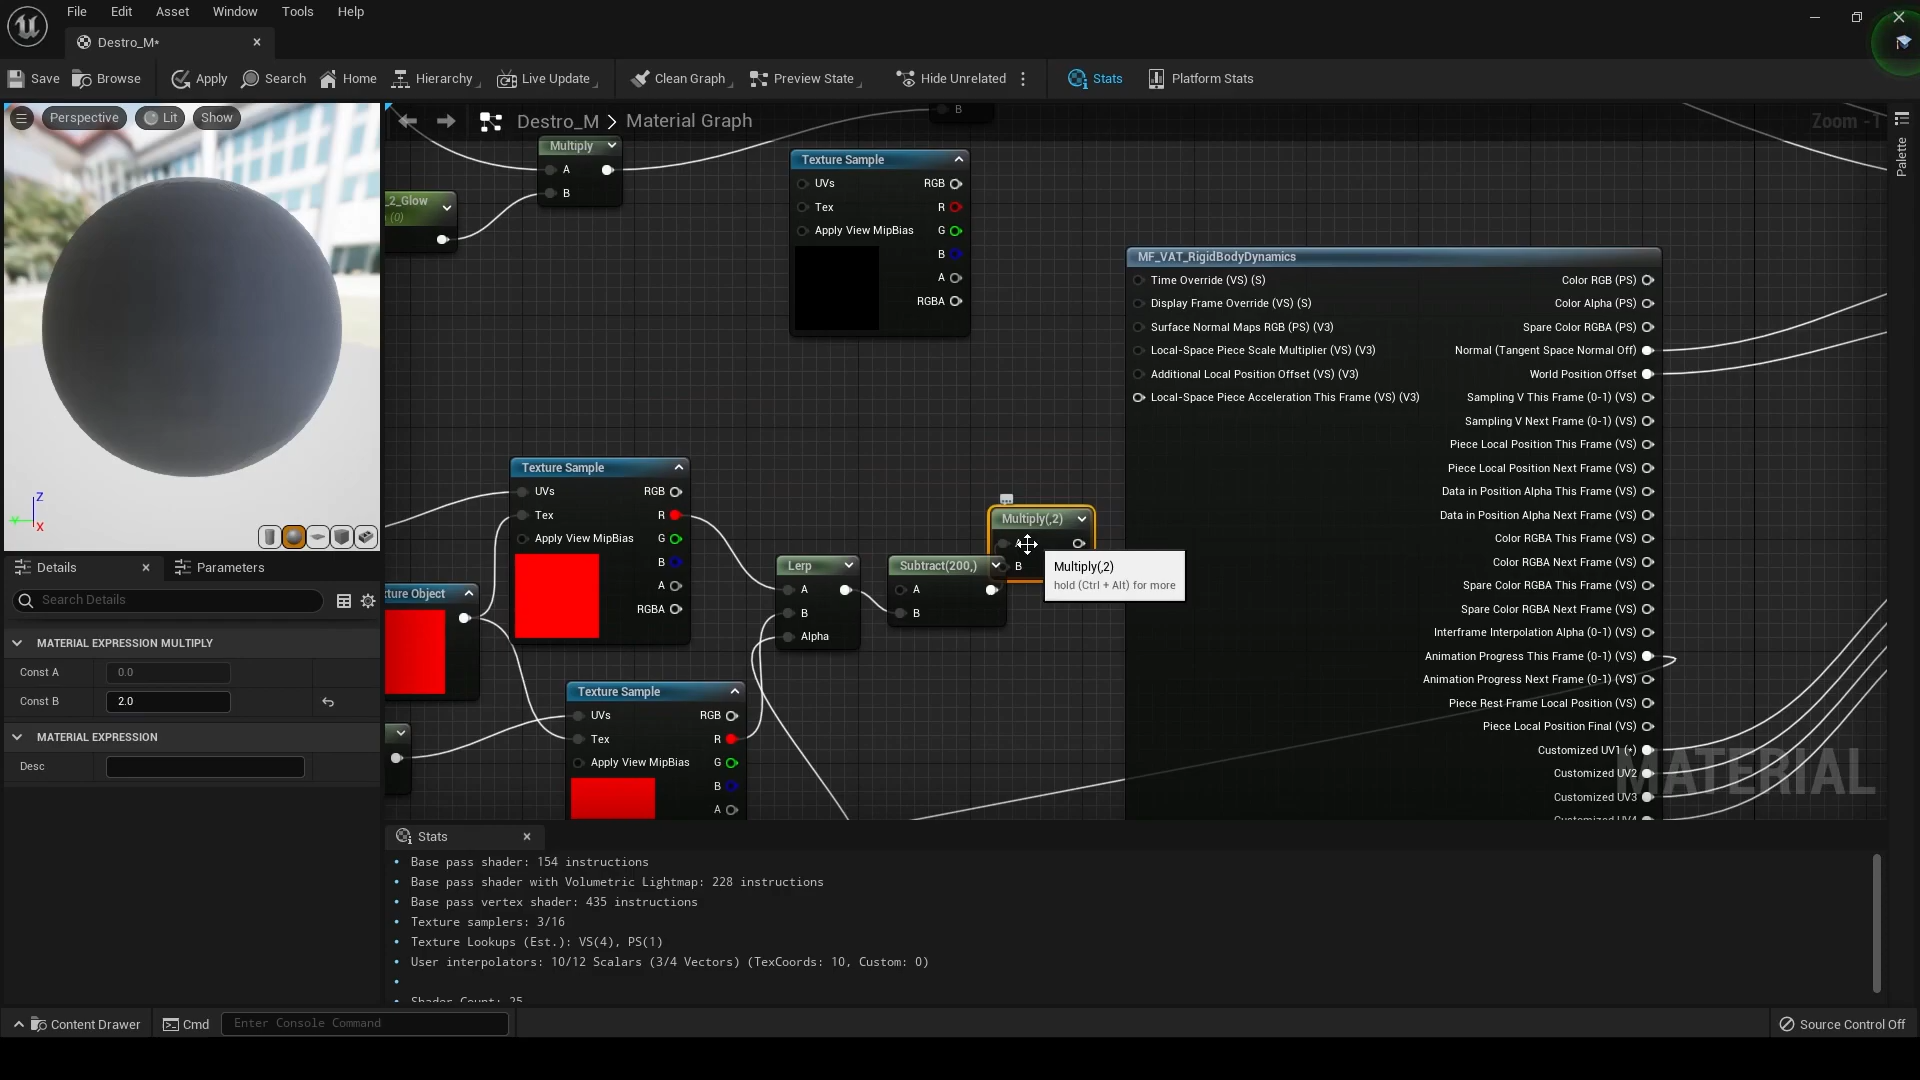 File Edit Asset Window Tools Help
Destro_M*
Save Browse Apply Search Home Hierarchy Live Update Clean Graph Preview State Hide Unrelated Stats Platform Stats
Perspective Lit Show
Destro_M > Material Graph
Zoom -1
Palette
B
Multiply
A
B
_2_Glow
(0)
Texture Sample
UVs RGB
Tex R
Apply View MipBias G
B
A
RGBA
MF_VAT_RigidBodyDynamics
Time Override (VS) (S) Color RGB (PS)
Display Frame Override (VS) (S) Color Alpha (PS)
Surface Normal Maps RGB (PS) (V3) Spare Color RGBA (PS)
Local-Space Piece Scale Multiplier (VS) (V3) Normal (Tangent Space Normal Off)
Additional Local Position Offset (VS) (V3) World Position Offset
Local-Space Piece Acceleration This Frame (VS) (V3) Sampling V This Frame (0-1) (VS)
Sampling V Next Frame (0-1) (VS)
Piece Local Position This Frame (VS)
Piece Local Position Next Frame (VS)
Data in Position Alpha This Frame (VS)
Data in Position Alpha Next Frame (VS)
Color RGBA This Frame (VS)
Color RGBA Next Frame (VS)
Spare Color RGBA This Frame (VS)
Spare Color RGBA Next Frame (VS)
Interframe Interpolation Alpha (0-1) (VS)
Animation Progress This Frame (0-1) (VS)
Animation Progress Next Frame (0-1) (VS)
Piece Rest Frame Local Position (VS)
Piece Local Position Final (VS)
Customized UV1 (*)
Customized UV2
Customized UV3
Customized UV4
MATERIAL
Texture Sample
UVs RGB
Tex R
Apply View MipBias G
B
A
RGBA
xture Object
Lerp
A
B
Alpha
Subtract(200,)
A
B
Multiply(,2)
A
B
Multiply(,2)
hold (Ctrl + Alt) for more
Texture Sample
UVs RGB
Tex R
Apply View MipBias G
B
A
Z
Y
X
Details Parameters
Search Details
MATERIAL EXPRESSION MULTIPLY
Const A 0.0
Const B 2.0
MATERIAL EXPRESSION
Desc
Stats
Base pass shader: 154 instructions
Base pass shader with Volumetric Lightmap: 228 instructions
Base pass vertex shader: 435 instructions
Texture samplers: 3/16
Texture Lookups (Est.): VS(4), PS(1)
User interpolators: 10/12 Scalars (3/4 Vectors) (TexCoords: 10, Custom: 0)
Shader Count: 25
Content Drawer Cmd Enter Console Command Source Control Off